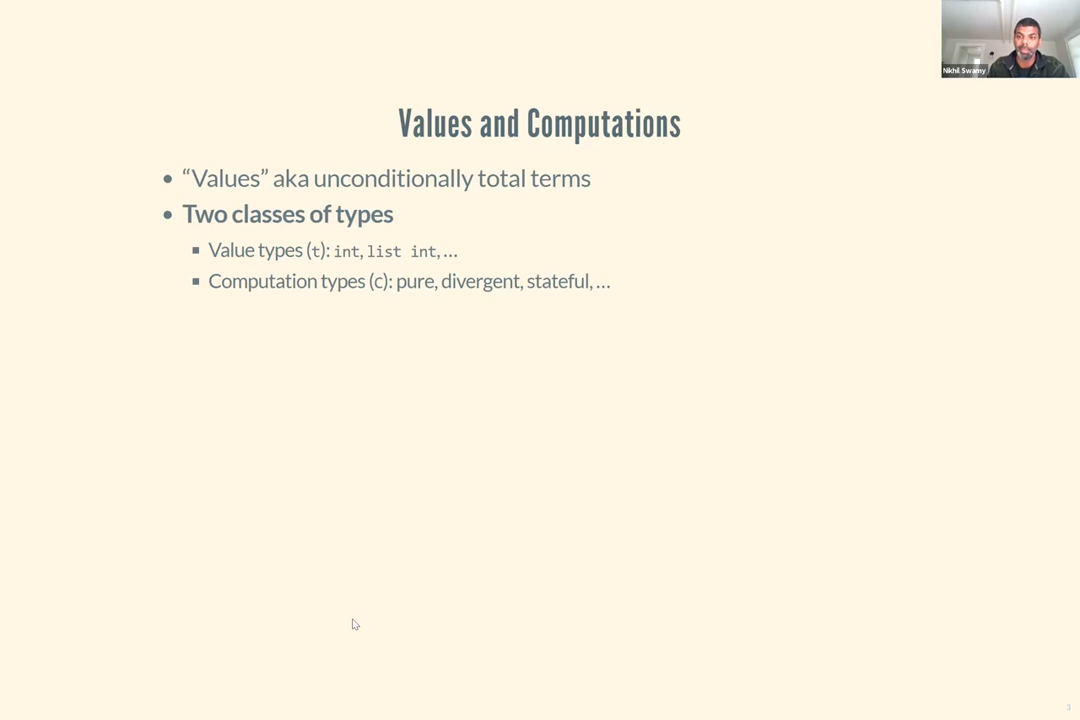 Nikhil Swamy
Values and Computations
• “Values” aka unconditionally total terms
• Two classes of types
▪ Value types (t): int, list int, …
▪ Computation types (C): pure, divergent, stateful, …
3